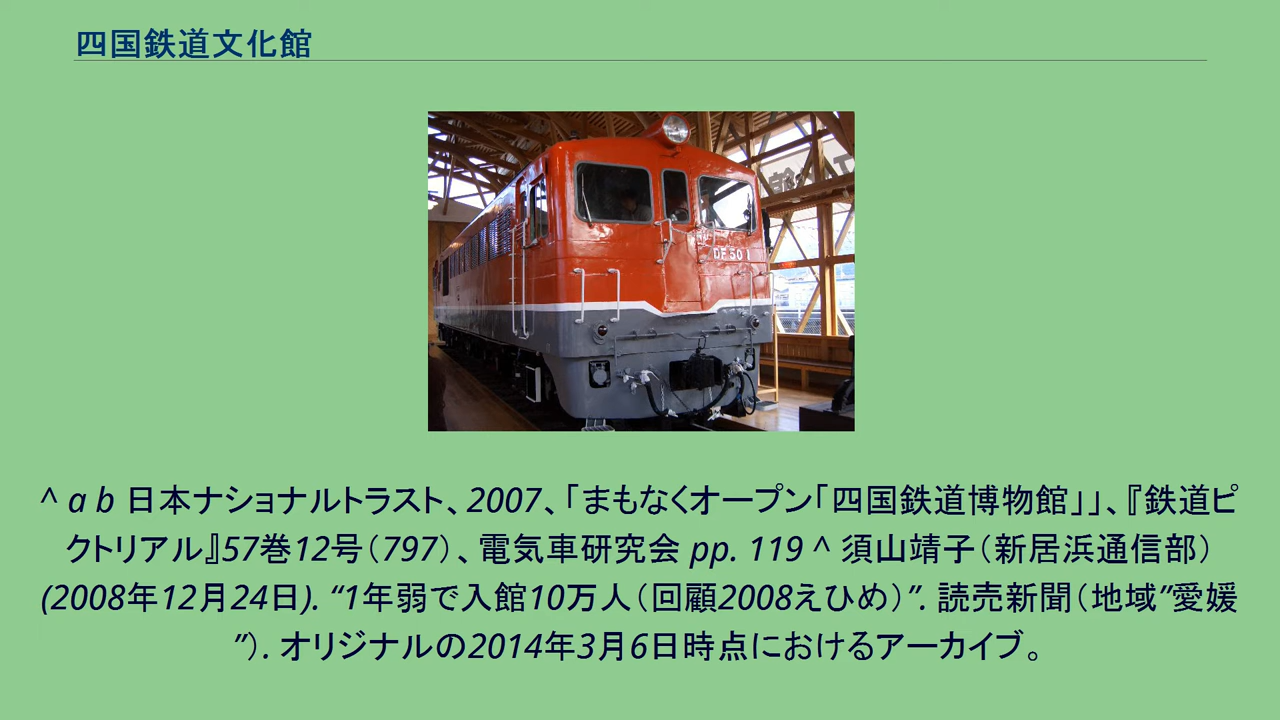 四国鉄道文化館
DF 50 1
^ a b 日本ナショナルトラスト、2007、「まもなくオープン「四国鉄道博物館」」、『鉄道ピ
クトリアル』57巻12号（797）、電気車研究会 pp. 119 ^ 須山靖子（新居浜通信部）
(2008年12月24日). “1年弱で入館10万人（回顧2008えひめ）”. 読売新聞（地域”愛媛
”）. オリジナルの2014年3月6日時点におけるアーカイブ。